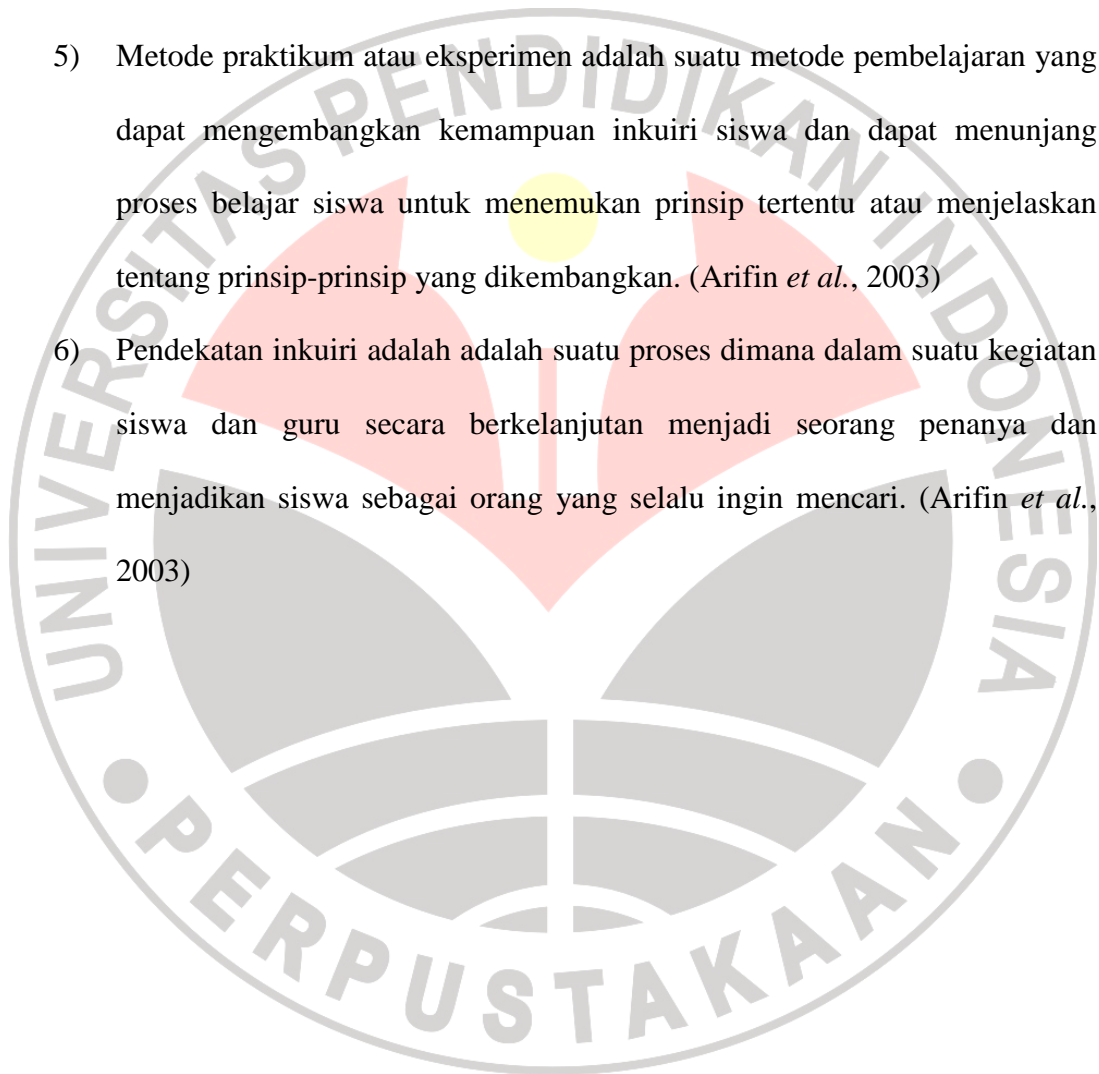 5) Metode praktikum atau eksperimen adalah suatu metode pembelajaran yang
dapat mengembangkan kemampuan inkuiri siswa dan dapat menunjang
proses belajar siswa untuk menemukan prinsip tertentu atau menjelaskan
tentang prinsip-prinsip yang dikembangkan. (Arifin et al., 2003)
6) Pendekatan inkuiri adalah adalah suatu proses dimana dalam suatu kegiatan
siswa dan guru secara berkelanjutan menjadi seorang penanya dan
menjadikan siswa sebagai orang yang selalu ingin mencari. (Arifin et al.,
2003)
UNIVERSITAS PENDIDIKAN INDONESIA
PERPUSTAKAAN